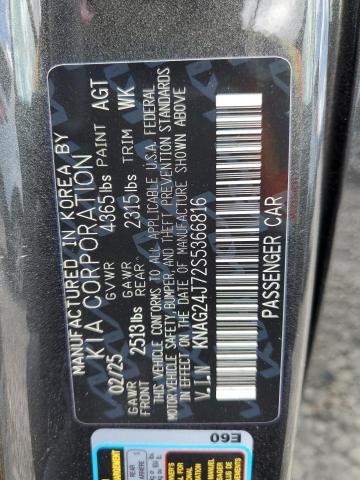 MANUFACTURED IN KOREA BY
KIA CORPORATION
02/25 GVWR 4365lbs PAINT AGT
GAWR FRONT 2513lbs GAWR REAR 2315lbs TRIM WK
THIS VEHICLE CONFORMS TO ALL APPLICABLE U.S.A. FEDERAL
MOTOR VEHICLE SAFETY, BUMPER, AND THEFT PREVENTION STANDARDS
IN EFFECT ON THE DATE OF MANUFACTURE SHOWN ABOVE
V.I.N KNAG24J72S5366816
PASSENGER CAR
E60